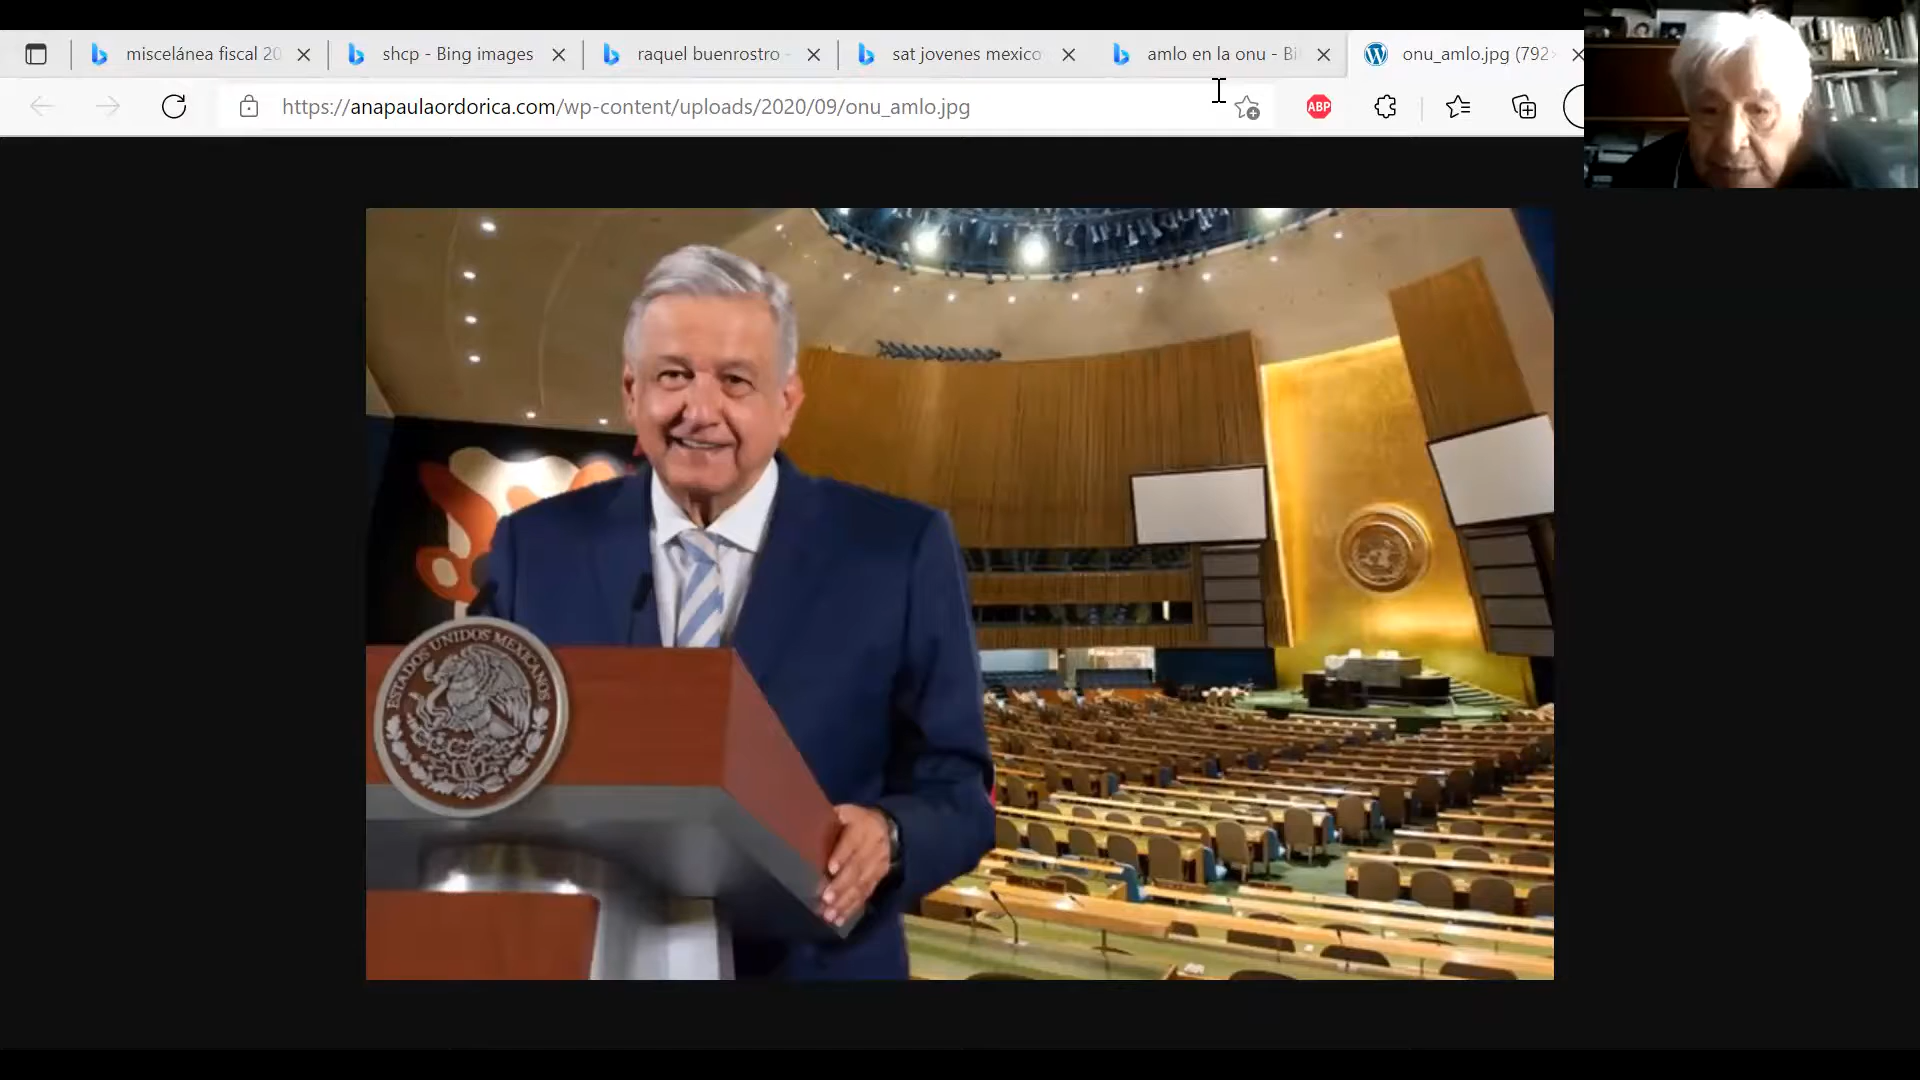 miscelánea fiscal 20
shcp - Bing images
raquel buenrostro -
sat jovenes mexico
amlo en la onu - Bi
onu_amlo.jpg (792
https://anapaulaordorica.com/wp-content/uploads/2020/09/onu_amlo.jpg
ABP
ESTADOS UNIDOS MEXICANOS